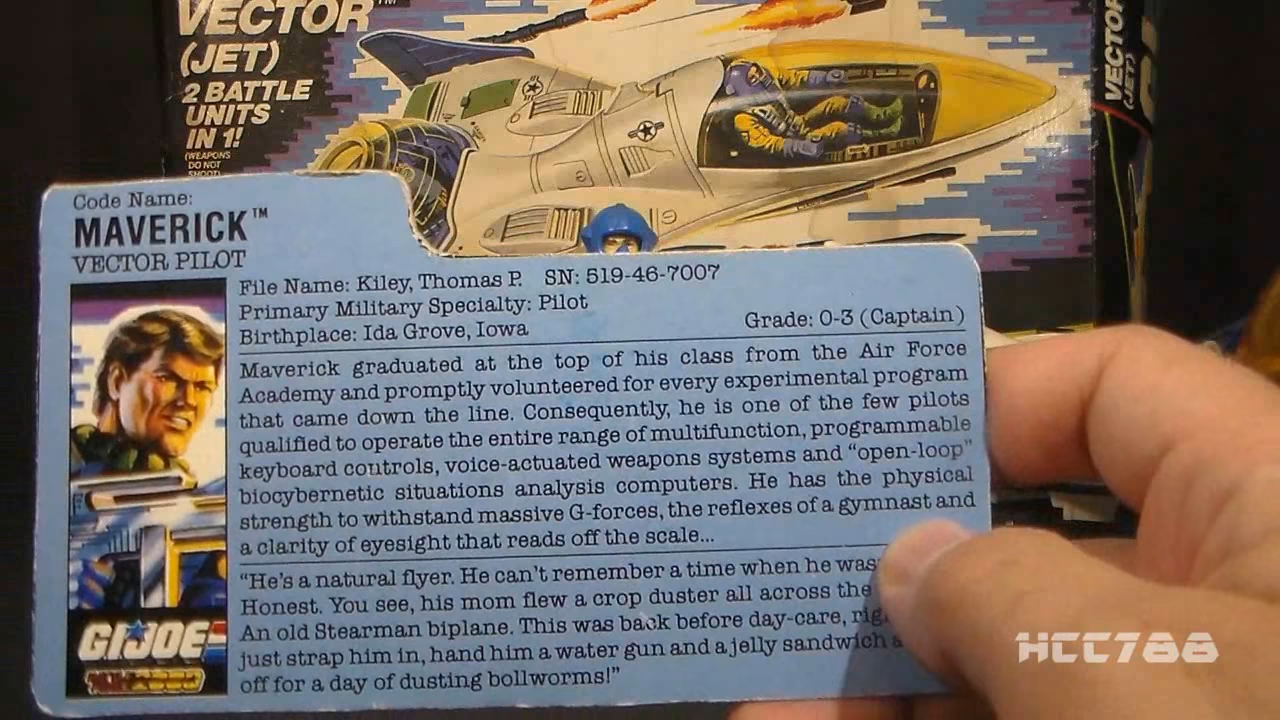 VECTOR™
(JET)
2 BATTLE
UNITS
IN 1!
(WEAPONS
DO NOT
SHOOT)
VECTOR
(JET)
Code Name:
MAVERICK™
VECTOR PILOT
File Name: Kiley, Thomas P. SN: 519-46-7007
Primary Military Specialty: Pilot
Birthplace: Ida Grove, Iowa
Grade: O-3 (Captain)
Maverick graduated at the top of his class from the Air Force
Academy and promptly volunteered for every experimental program
that came down the line. Consequently, he is one of the few pilots
qualified to operate the entire range of multifunction, programmable
keyboard controls, voice-actuated weapons systems and "open-loop"
biocybernetic situations analysis computers. He has the physical
strength to withstand massive G-forces, the reflexes of a gymnast and
a clarity of eyesight that reads off the scale...
"He's a natural flyer. He can't remember a time when he was
Honest. You see, his mom flew a crop duster all across the
An old Stearman biplane. This was back before day-care,
just strap him in, hand him a water gun and a jelly sandwich
off for a day of dusting bollworms!"
GI JOE
HCC788